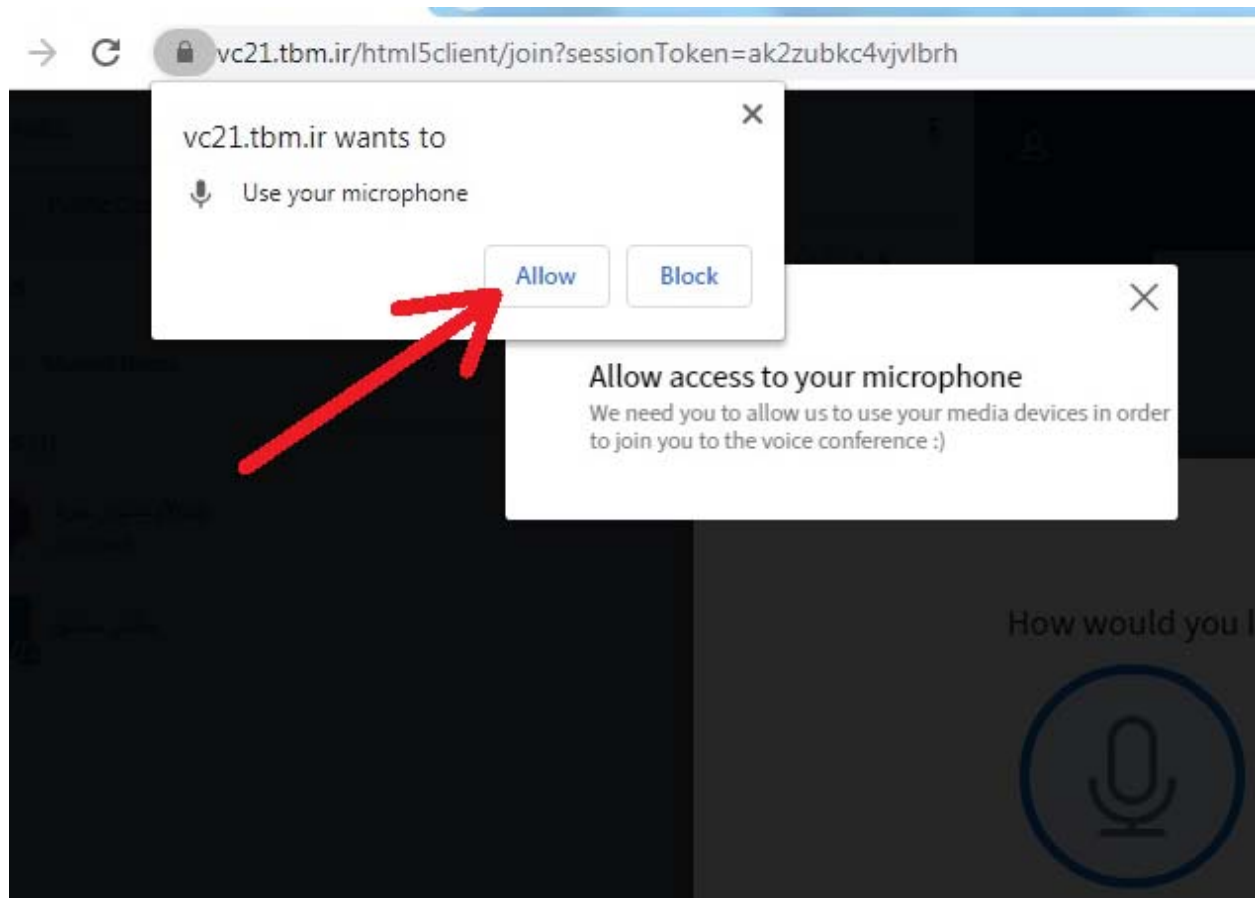 vc21.tbm.ir/html5client/join?sessionToken=ak2zubkc4vjvlbrh
vc21.tbm.ir wants to
Use your microphone
Allow
Block
Allow access to your microphone
We need you to allow us to use your media devices in order
to join you to the voice conference :)
How would you l